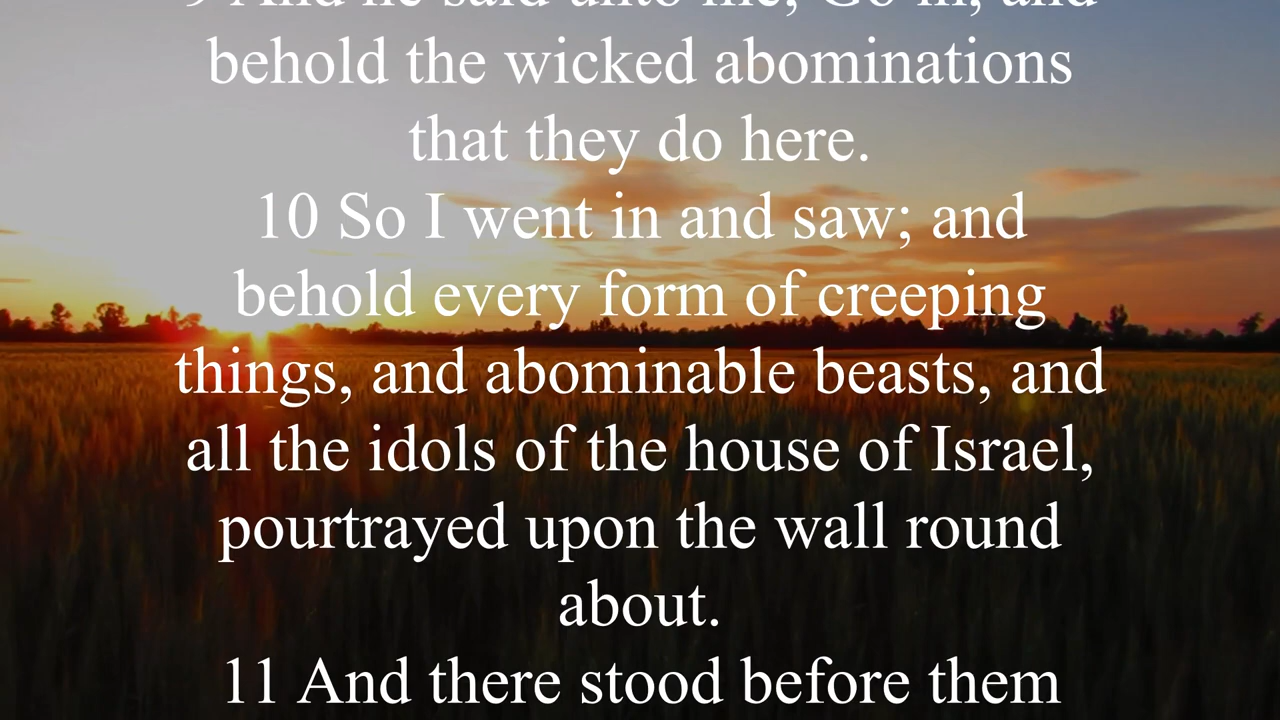 9 And he said unto me, Go in, and
behold the wicked abominations
that they do here.
10 So I went in and saw; and
behold every form of creeping
things, and abominable beasts, and
all the idols of the house of Israel,
pourtrayed upon the wall round
about.
11 And there stood before them